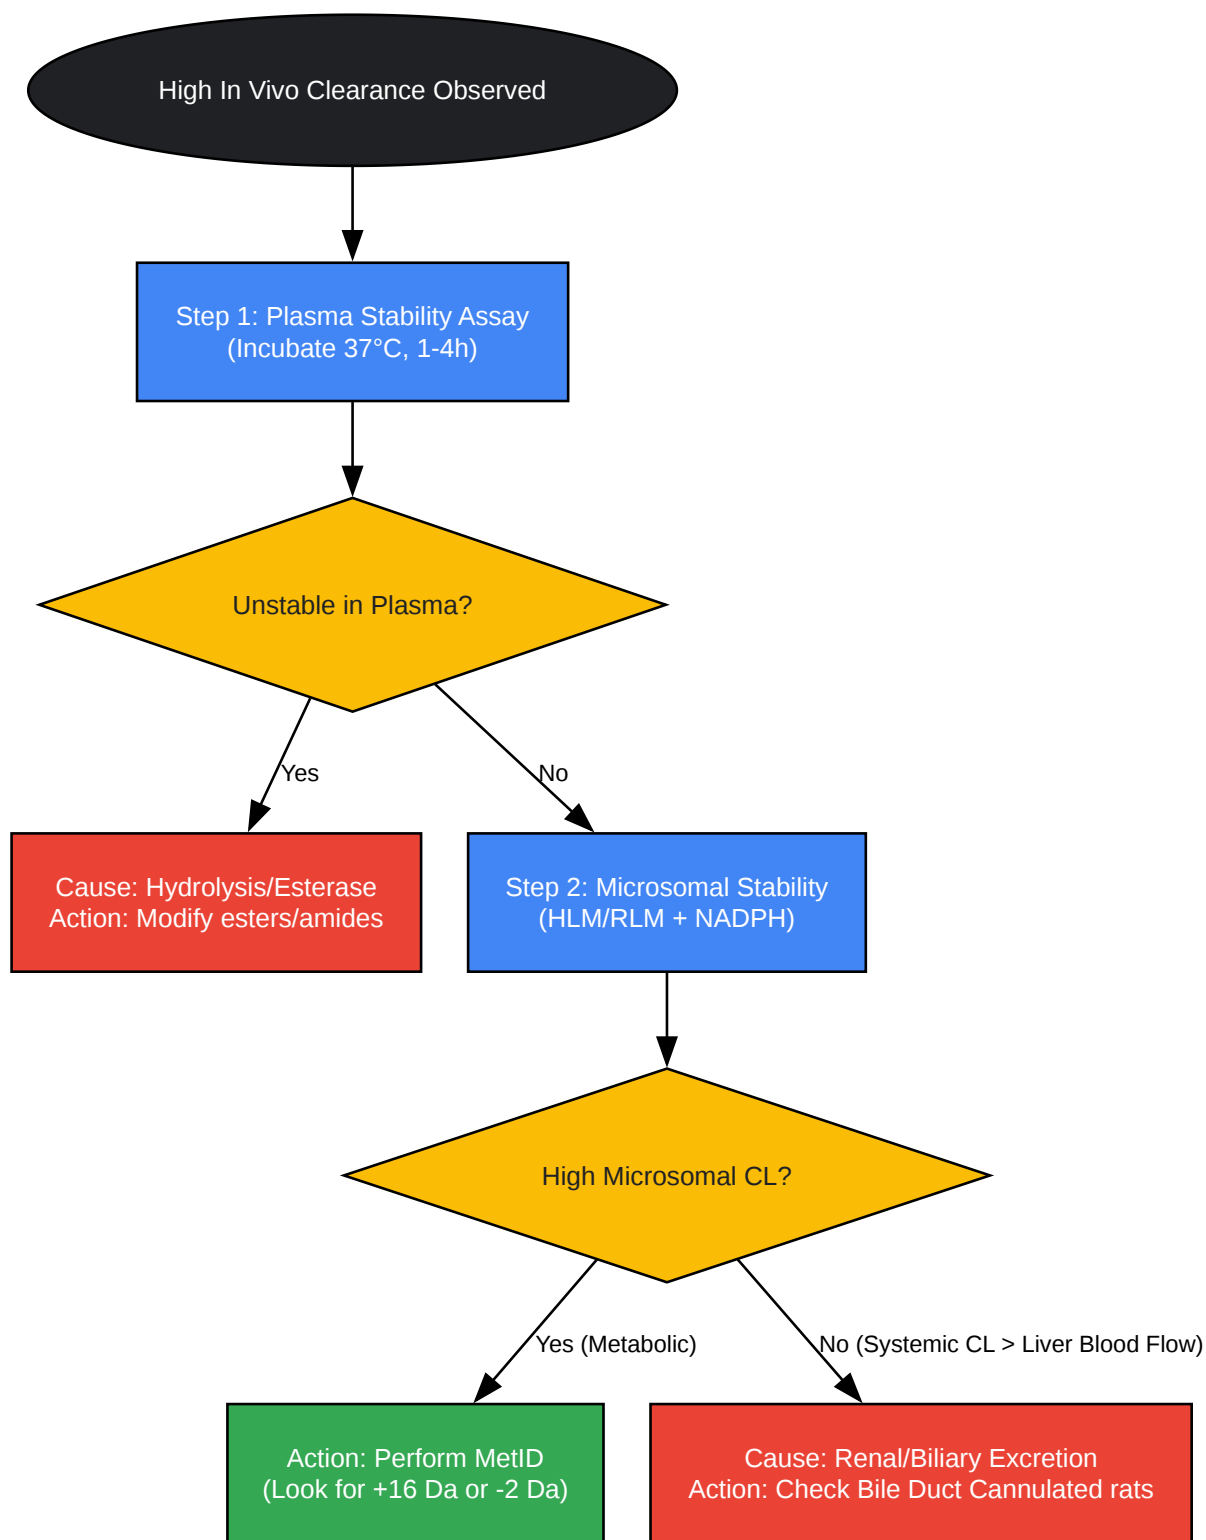 High In Vivo Clearance Observed
Step 1: Plasma Stability Assay
(Incubate 37°C, 1-4h)
Unstable in Plasma?
Yes
No
Cause: Hydrolysis/Esterase
Action: Modify esters/amides
Step 2: Microsomal Stability
(HLM/RLM + NADPH)
High Microsomal CL?
Yes (Metabolic)
No (Systemic CL > Liver Blood Flow)
Action: Perform MetID
(Look for +16 Da or -2 Da)
Cause: Renal/Biliary Excretion
Action: Check Bile Duct Cannulated rats